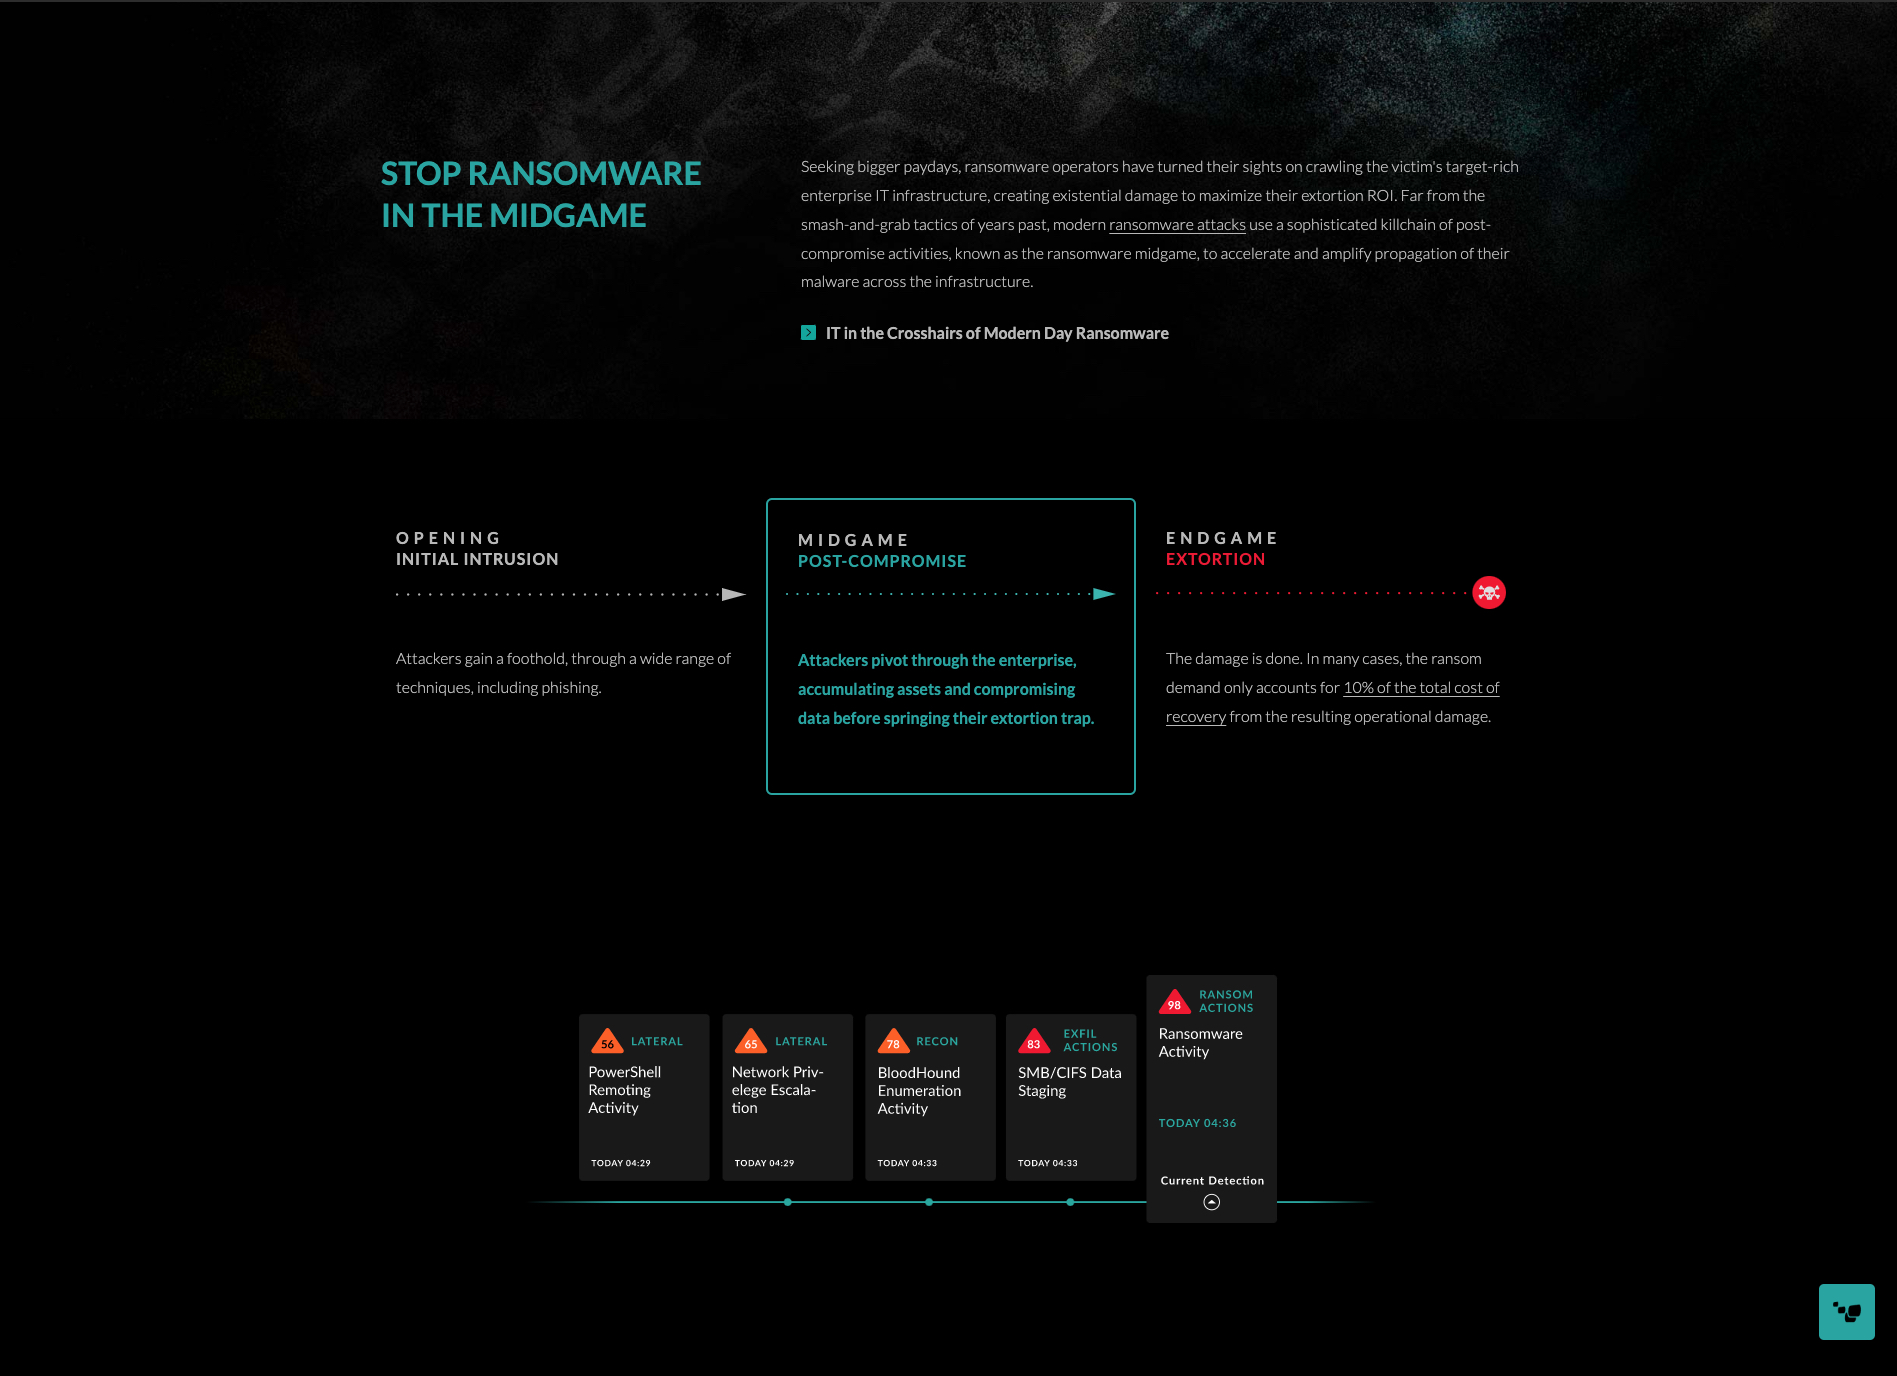 STOP RANSOMWARE
IN THE MIDGAME
Seeking bigger paydays, ransomware operators have turned their sights on crawling the victim's target-rich
enterprise IT infrastructure, creating existential damage to maximize their extortion ROI. Far from the
smash-and-grab tactics of years past, modern ransomware attacks use a sophisticated killchain of post-
compromise activities, known as the ransomware midgame, to accelerate and amplify propagation of their
malware across the infrastructure.
IT in the Crosshairs of Modern Day Ransomware
OPENING
INITIAL INTRUSION
Attackers gain a foothold, through a wide range of
techniques, including phishing.
MIDGAME
POST-COMPROMISE
Attackers pivot through the enterprise,
accumulating assets and compromising
data before springing their extortion trap.
ENDGAME
EXTORTION
The damage is done. In many cases, the ransom
demand only accounts for 10% of the total cost of
recovery from the resulting operational damage.
56 LATERAL
PowerShell
Remoting
Activity
TODAY 04:29
65 LATERAL
Network Priv-
elege Escala-
tion
TODAY 04:29
78 RECON
BloodHound
Enumeration
Activity
TODAY 04:33
83 EXFIL
ACTIONS
SMB/CIFS Data
Staging
TODAY 04:33
98 RANSOM
ACTIONS
Ransomware
Activity
TODAY 04:36
Current Detection